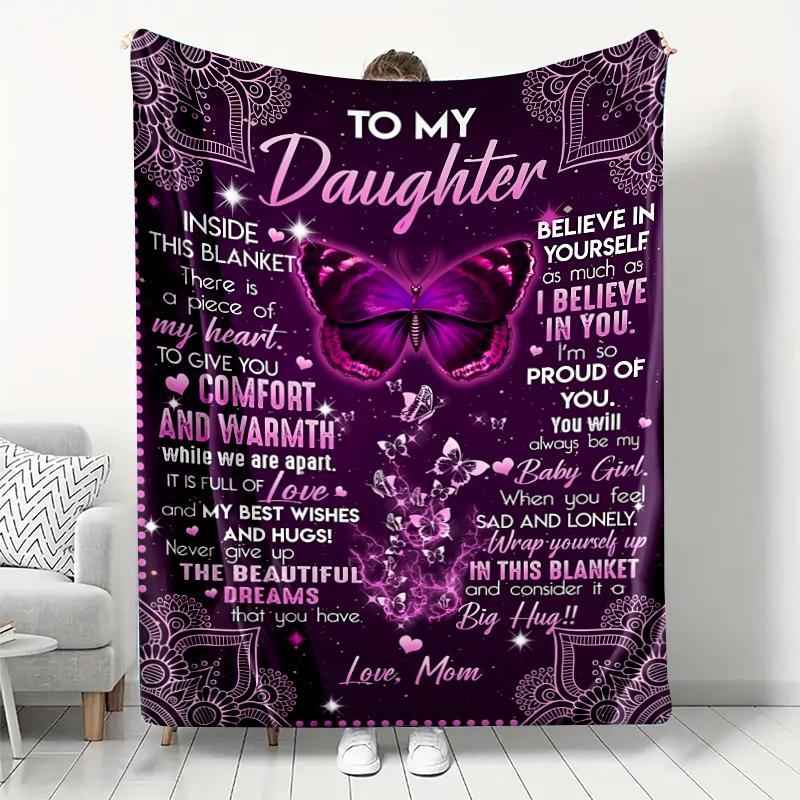 TO MY
Daughter
INSIDE
THIS BLANKET
There is
a piece of
my heart.
TO GIVE YOU
COMFORT
AND WARMTH
while we are apart.
IT IS FULL OF Love
and MY BEST WISHES
AND HUGS!
Never give up
THE BEAUTIFUL
DREAMS
that you have.
BELIEVE IN
YOURSELF
as much as
I BELIEVE
IN YOU.
I'm so
PROUD OF
YOU.
You will
always be my
Baby Girl.
When you feel
SAD AND LONELY.
Wrap yourself up
IN THIS BLANKET
and consider it a
Big Hug!!
Love, Mom